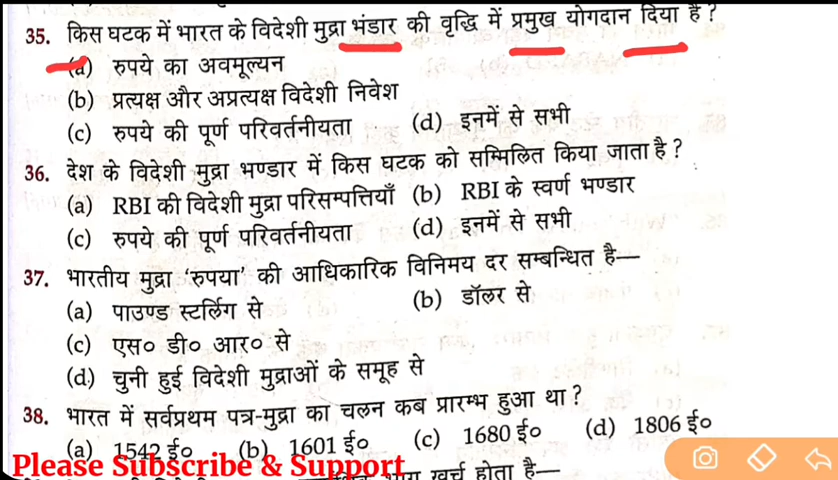 35. किस घटक में भारत के विदेशी मुद्रा भंडार की वृद्धि में प्रमुख योगदान दिया है ?
(a) रुपये का अवमूल्यन
(b) प्रत्यक्ष और अप्रत्यक्ष विदेशी निवेश
(c) रुपये की पूर्ण परिवर्तनीयता (d) इनमें से सभी
36. देश के विदेशी मुद्रा भण्डार में किस घटक को सम्मिलित किया जाता है ?
(a) RBI की विदेशी मुद्रा परिसम्पत्तियाँ (b) RBI के स्वर्ण भण्डार
(c) रुपये की पूर्ण परिवर्तनीयता (d) इनमें से सभी
37. भारतीय मुद्रा ‘रुपया’ की आधिकारिक विनिमय दर सम्बन्धित है—
(a) पाउण्ड स्टर्लिग से (b) डॉलर से
(c) एस० डी० आर० से
(d) चुनी हुई विदेशी मुद्राओं के समूह से
38. भारत में सर्वप्रथम पत्र-मुद्रा का चलन कब प्रारम्भ हुआ था ?
(a) 1542 ई० (b) 1601 ई० (c) 1680 ई० (d) 1806 ई०
Please Subscribe & Support
भाग खर्च होता है—